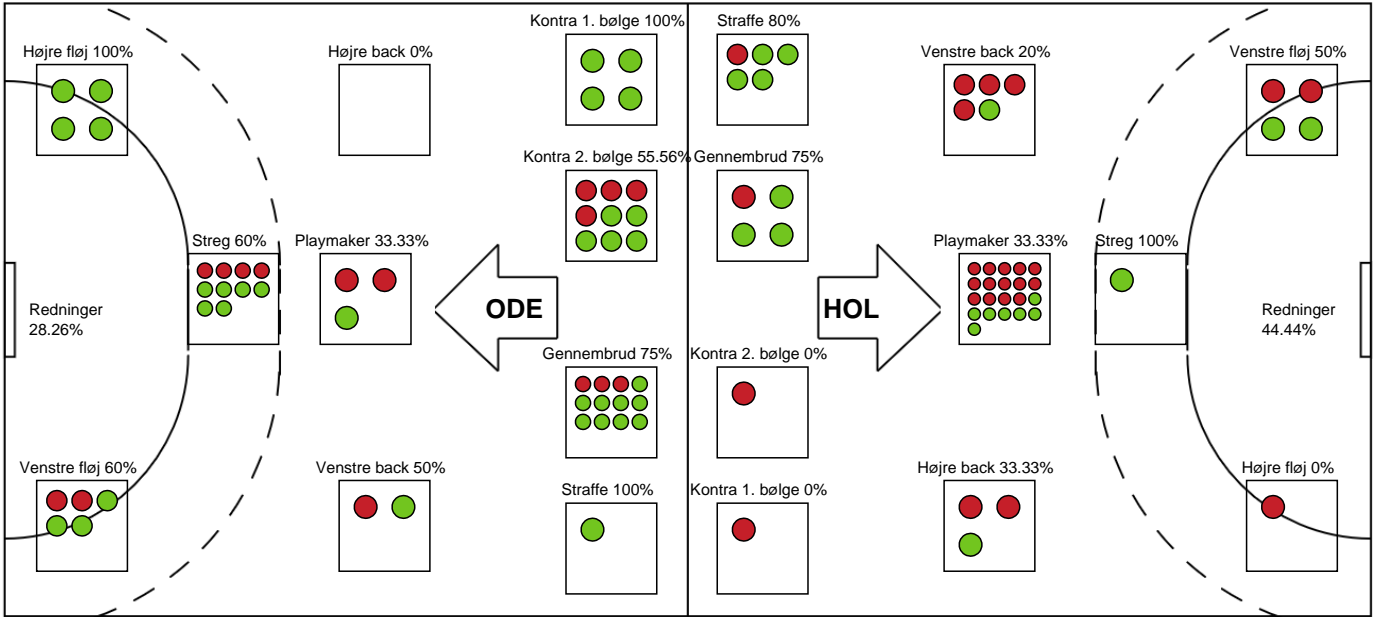 Kontra 1. bølge 100%
Straffe 80%
Højre fløj 100%
Højre back 0%
Venstre back 20%
Venstre fløj 50%
Kontra 2. bølge 55.56%
Gennembrud 75%
Streg 60%
Playmaker 33.33%
Playmaker 33.33%
Streg 100%
Redninger
28.26%
ODE
HOL
Redninger
44.44%
Gennembrud 75%
Kontra 2. bølge 0%
Venstre fløj 60%
Venstre back 50%
Højre back 33.33%
Højre fløj 0%
Straffe 100%
Kontra 1. bølge 0%